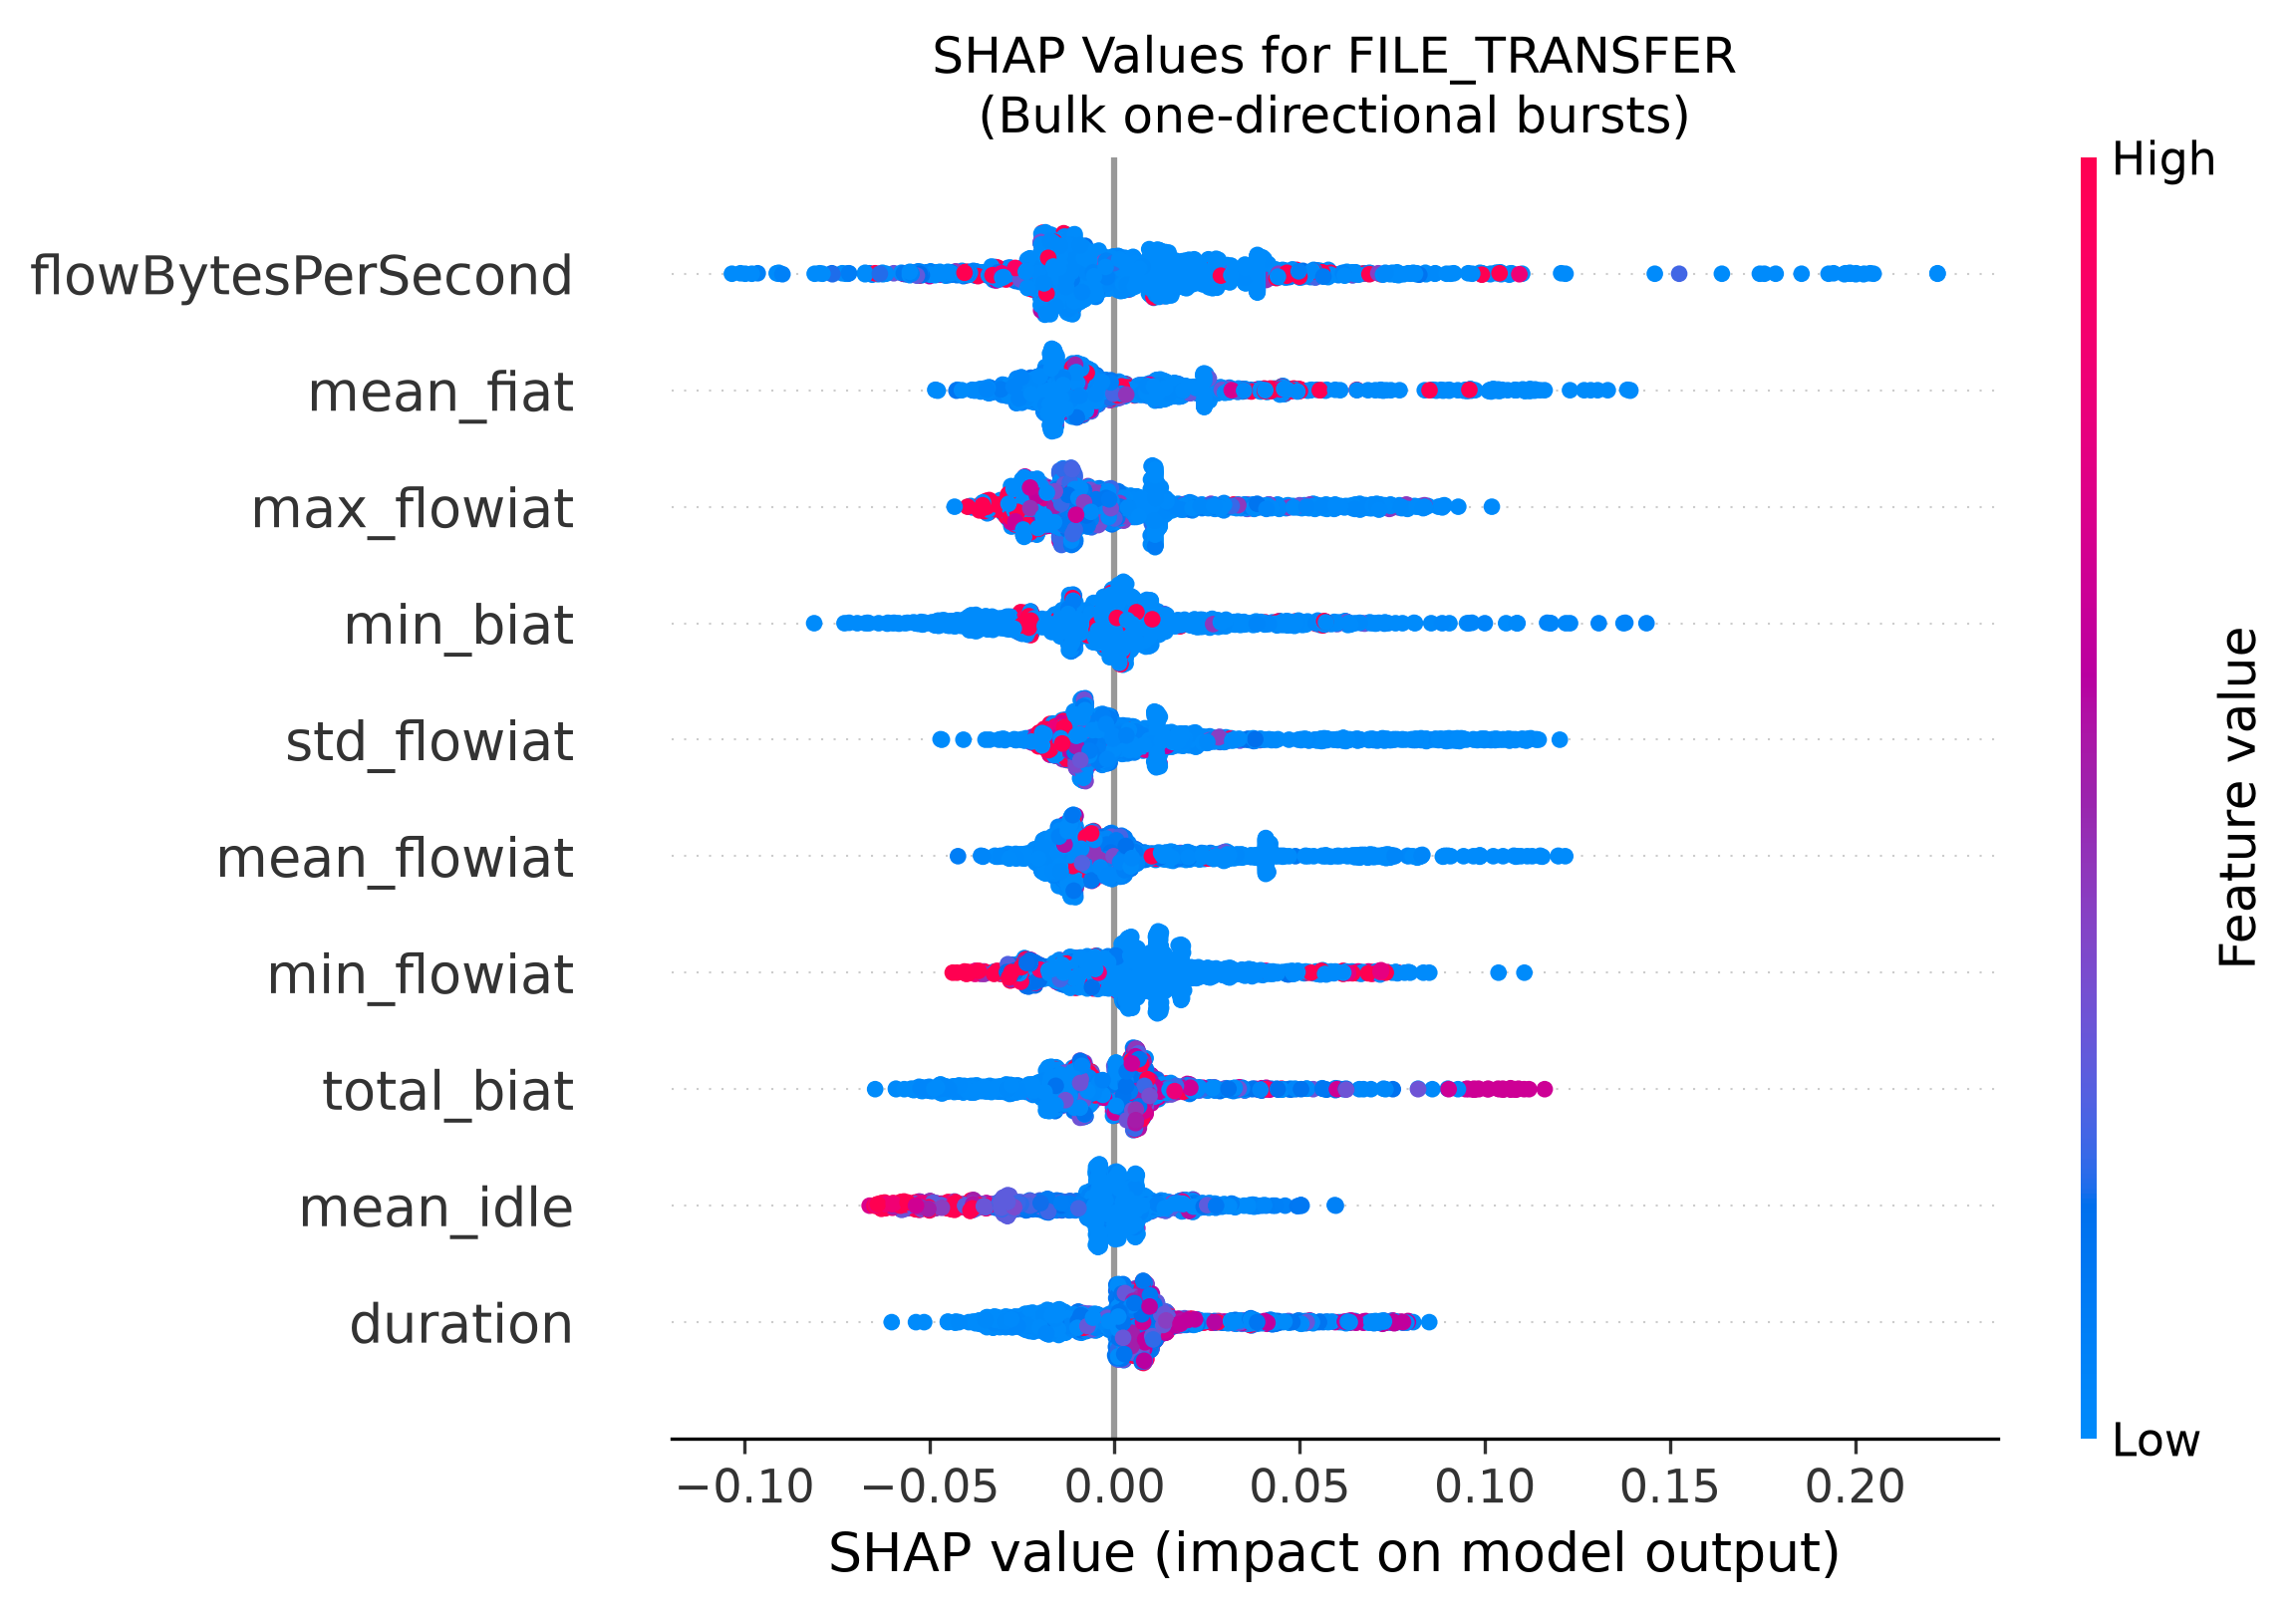 SHAP Values for FILE_TRANSFER
(Bulk one-directional bursts)
High
flowBytesPerSecond
mean_fiat
max_flowiat
min_biat
std_flowiat
mean_flowiat
min_flowiat
total_biat
mean_idle
duration
Feature value
Low
−0.10 −0.05 0.00 0.05 0.10 0.15 0.20
SHAP value (impact on model output)